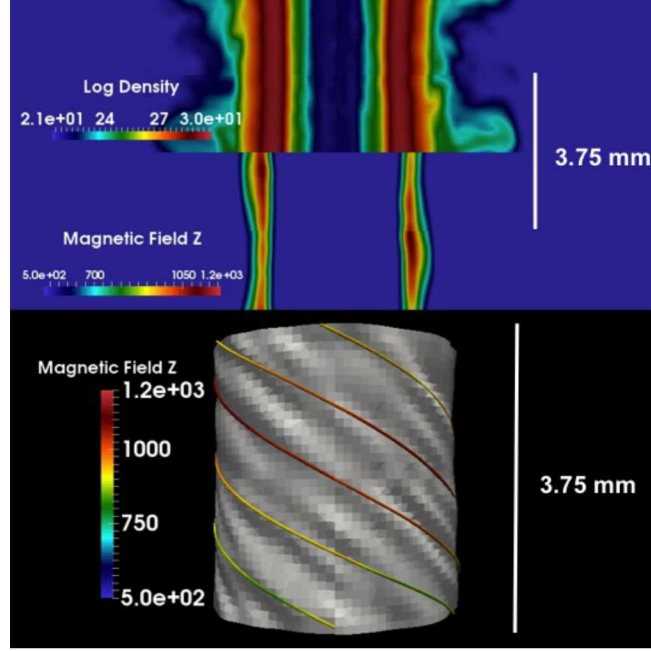 Log Density
2.1e+01 24 27 3.0e+01
3.75 mm
Magnetic Field Z
5.0e+02 700 1050 1.2e+03
Magnetic Field Z
1.2e+03
1000
3.75 mm
750
5.0e+02